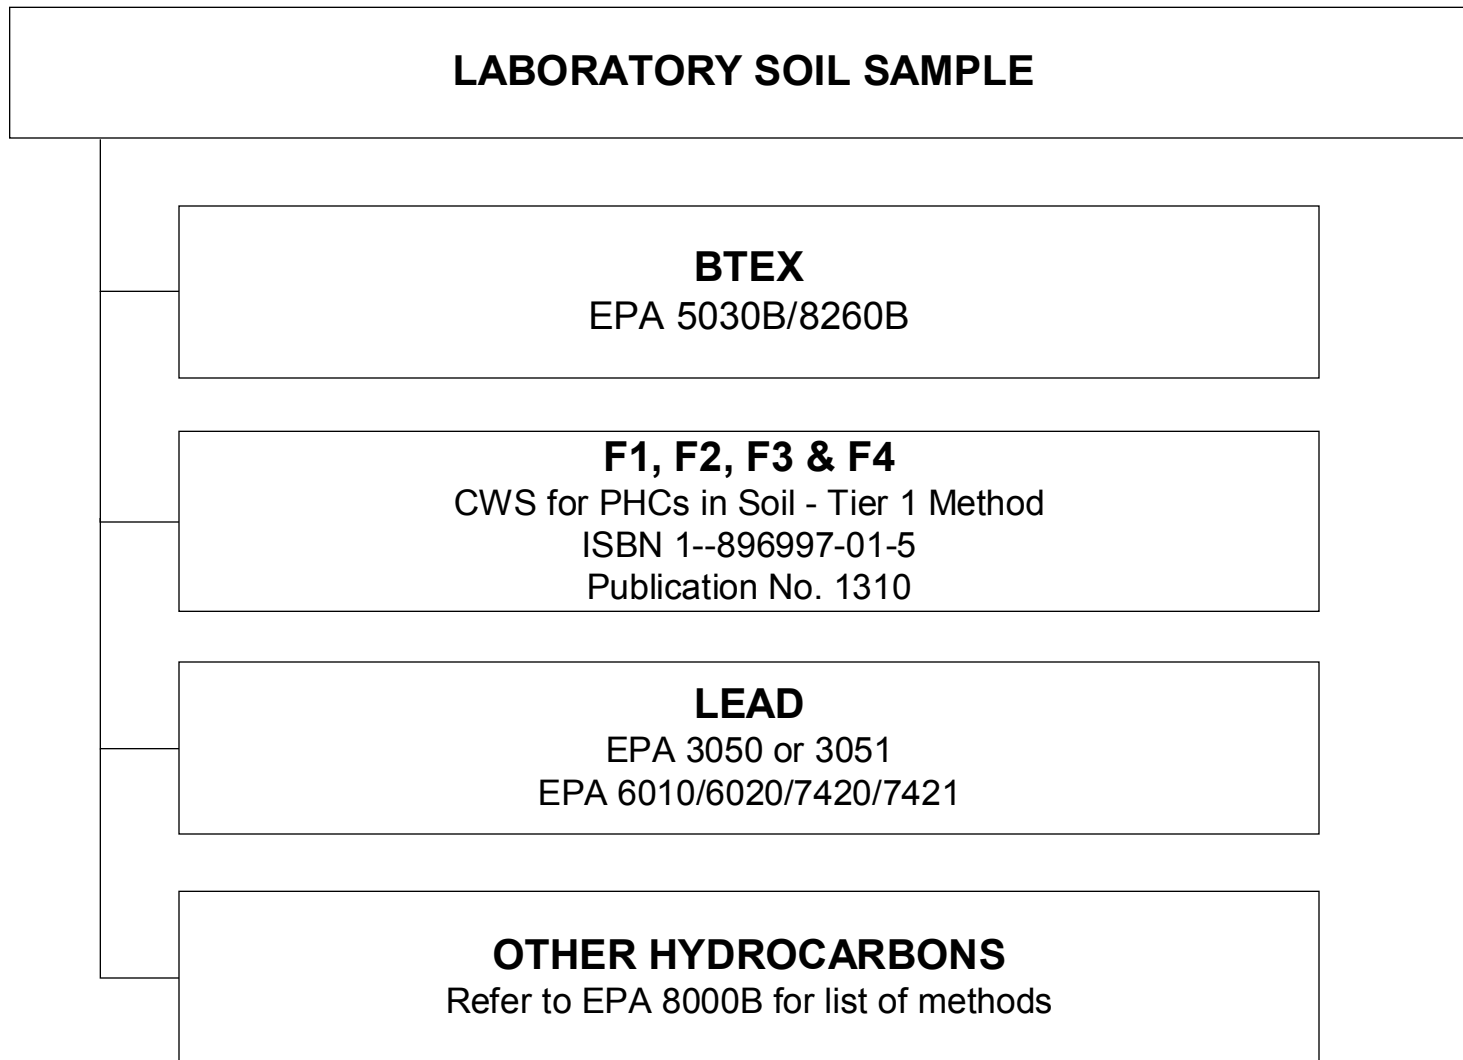 LABORATORY SOIL SAMPLE
BTEX
EPA 5030B/8260B
F1, F2, F3 & F4
CWS for PHCs in Soil - Tier 1 Method
ISBN 1--896997-01-5
Publication No. 1310
LEAD
EPA 3050 or 3051
EPA 6010/6020/7420/7421
OTHER HYDROCARBONS
Refer to EPA 8000B for list of methods